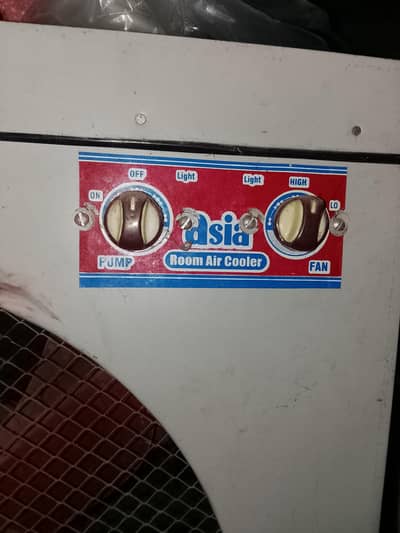 OFF
Light
Light
HIGH
ON
LO
asia
PUMP
Room Air Cooler
FAN